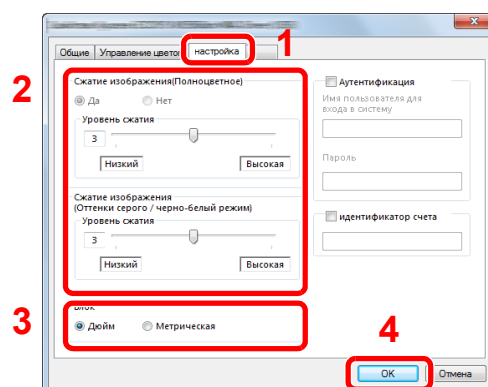 1
Общие
Управление цветом
настройка
2
Сжатие изображения(Полноцветное)
Да
Нет
Уровень сжатия
3
Низкий
Высокая
Сжатие изображения
(Оттенки серого / черно-белый режим)
Уровень сжатия
3
Низкий
Высокая
Аутентификация
Имя пользователя для
входа в систему
Пароль
идентификатор счета
3
Блок
Дюйм
Метрическая
4
OK
Отмена